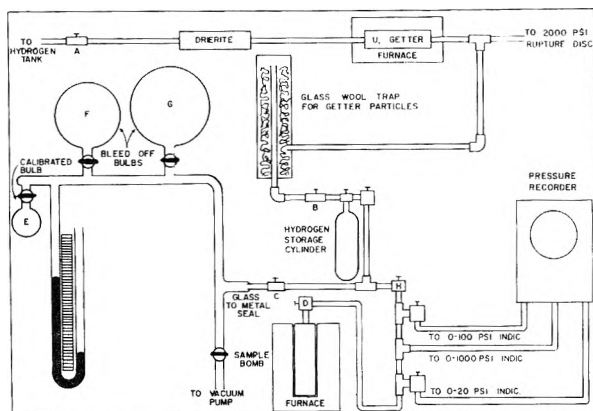 TO
HYDROGEN
TANK
A
DRIERITE
U, GETTER
FURNACE
TO 2000 PSI
RUPTURE DISC
F
G
GLASS WOOL TRAP
FOR GETTER PARTICLES
BLEED OFF
BULBS
CALIBRATED
BULB
E
B
HYDROGEN
STORAGE
CYLINDER
PRESSURE
RECORDER
GLASS
TO METAL
SEAL
C
D
H
TO 0-100 PSI INDIC
TO 0-1000 PSI INDIC.
TO 0-20 PSI INDIC.
SAMPLE
BOMB
FURNACE
TO VACUUM
PUMP